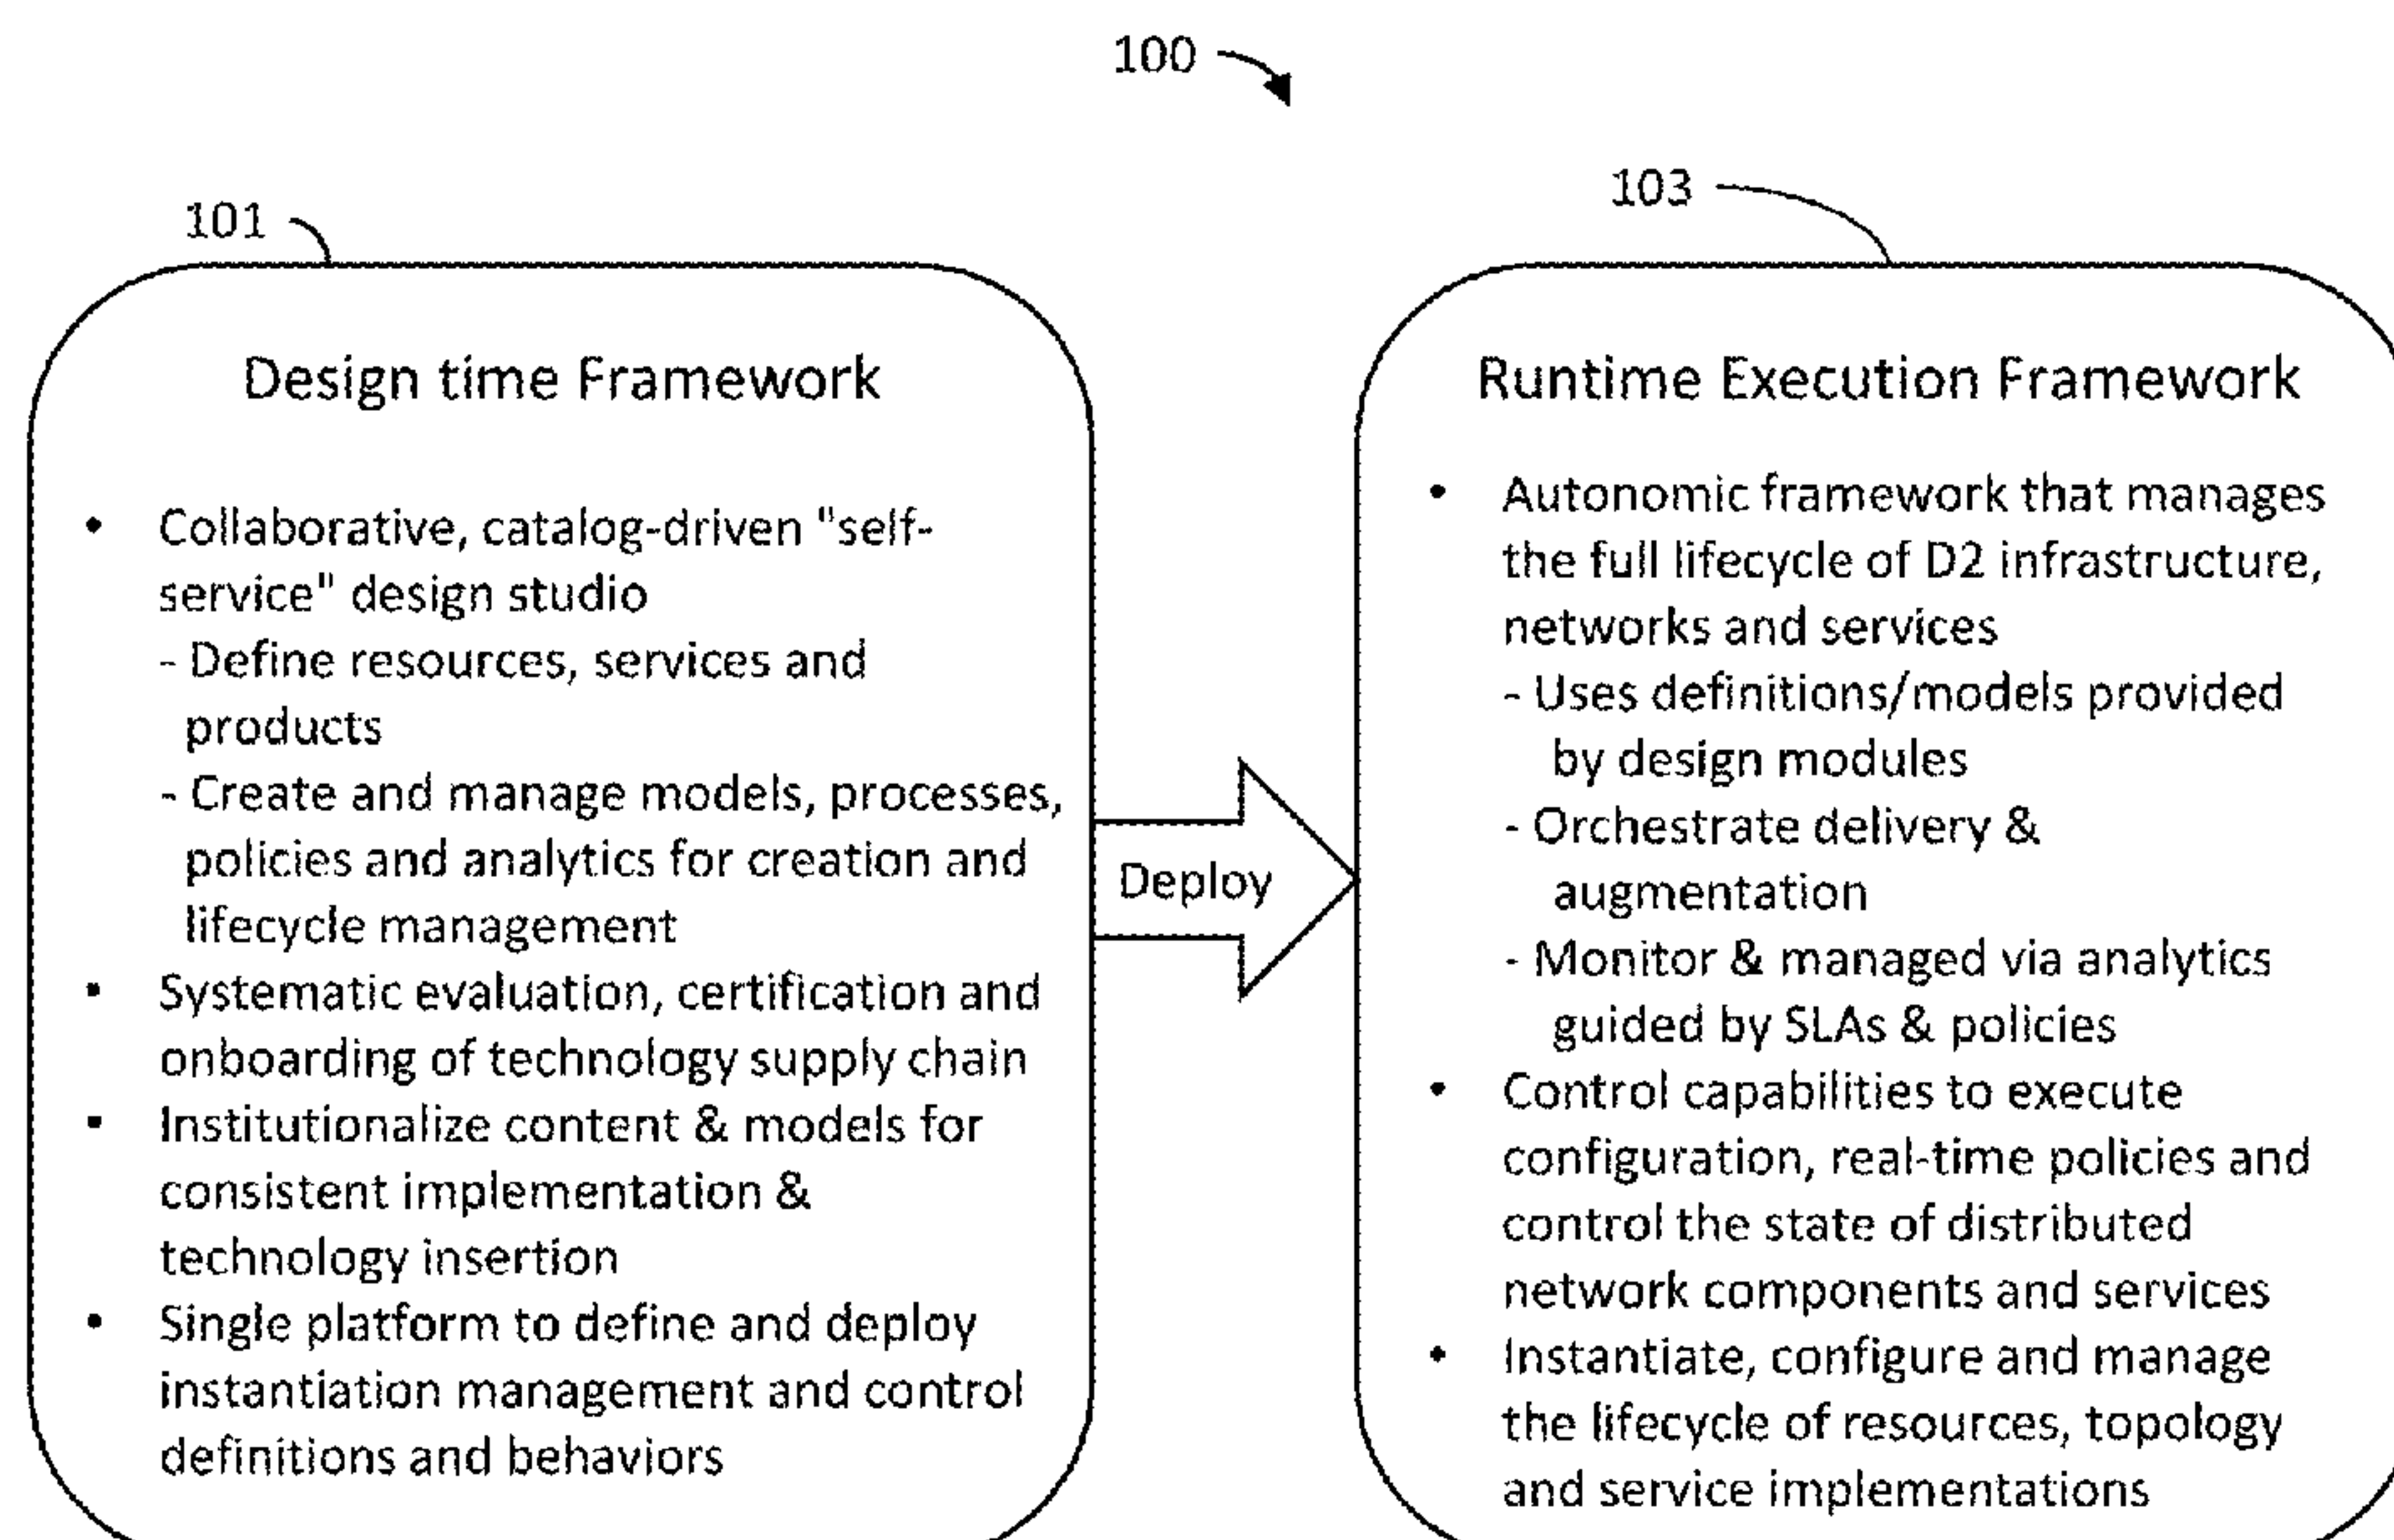 100
101
103
Design time Framework
• Collaborative, catalog-driven "self-
service" design studio
- Define resources, services and
products
- Create and manage models, processes,
policies and analytics for creation and
lifecycle management
• Systematic evaluation, certification and
onboarding of technology supply chain
• Institutionalize content & models for
consistent implementation &
technology insertion
• Single platform to define and deploy
instantiation management and control
definitions and behaviors
Deploy
Runtime Execution Framework
• Autonomic framework that manages
the full lifecycle of D2 infrastructure,
networks and services
- Uses definitions/models provided
by design modules
- Orchestrate delivery &
augmentation
- Monitor & managed via analytics
guided by SLAs & policies
• Control capabilities to execute
configuration, real-time policies and
control the state of distributed
network components and services
• Instantiate, configure and manage
the lifecycle of resources, topology
and service implementations